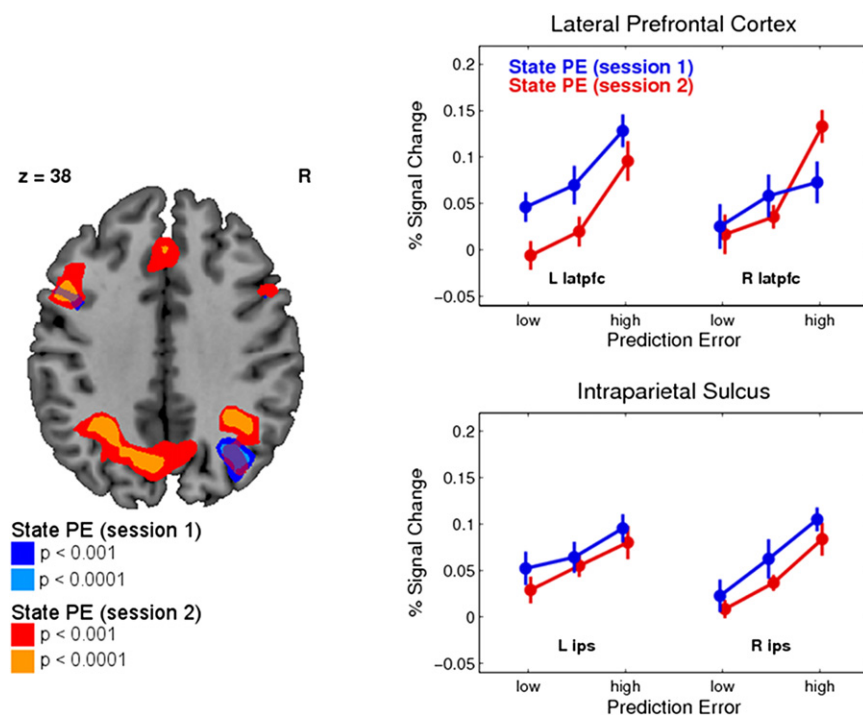 z = 38
R
State PE (session 1)
p < 0.001
p < 0.0001
State PE (session 2)
p < 0.001
p < 0.0001
Lateral Prefrontal Cortex
State PE (session 1)
State PE (session 2)
% Signal Change
0.2
0.15
0.1
0.05
0
−0.05
L latpfc
R latpfc
low
high
low
high
Prediction Error
Intraparietal Sulcus
% Signal Change
0.2
0.15
0.1
0.05
0
−0.05
L ips
R ips
low
high
low
high
Prediction Error